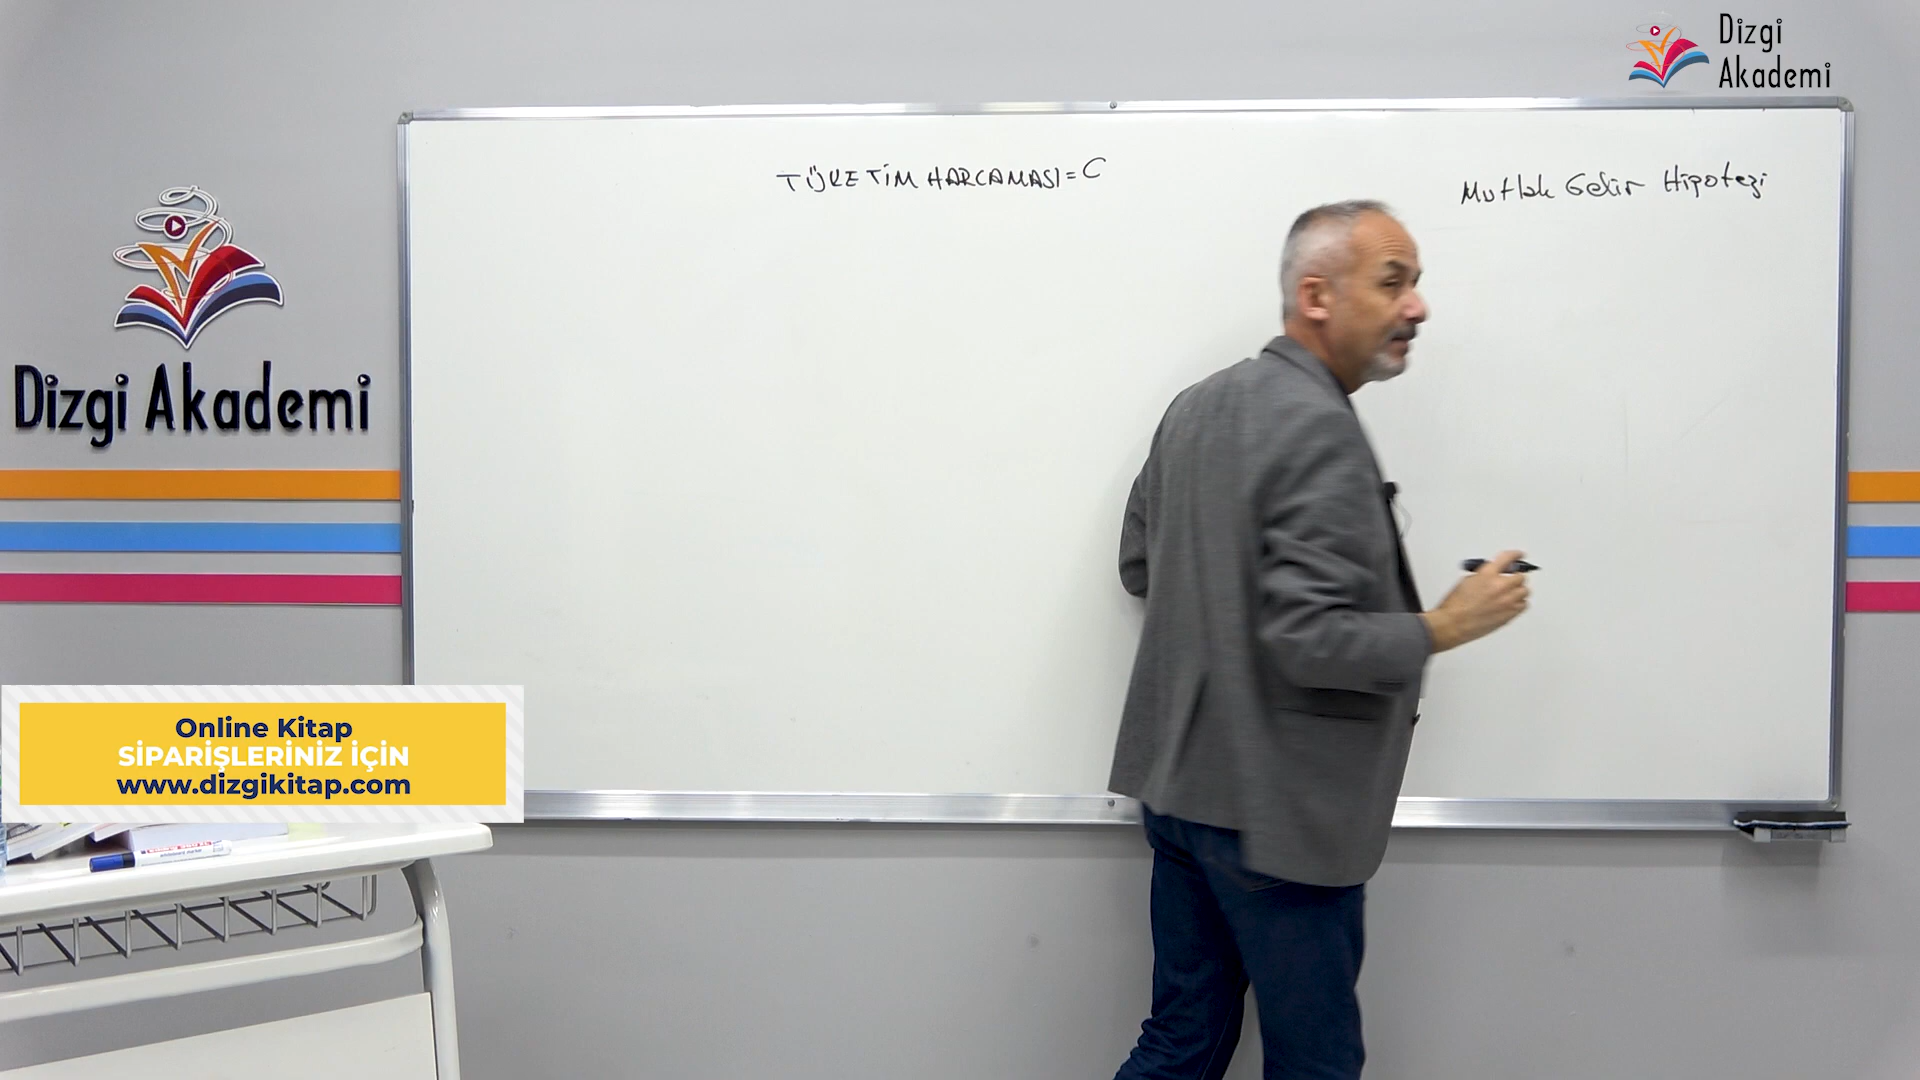 Dizgi
Akademi
TÜKETİM HARCAMASI = C
Mutlak Gelir Hipotezi
Dizgi Akademi
Online Kitap
SİPARİŞLERİNİZ İÇİN
www.dizgikitap.com